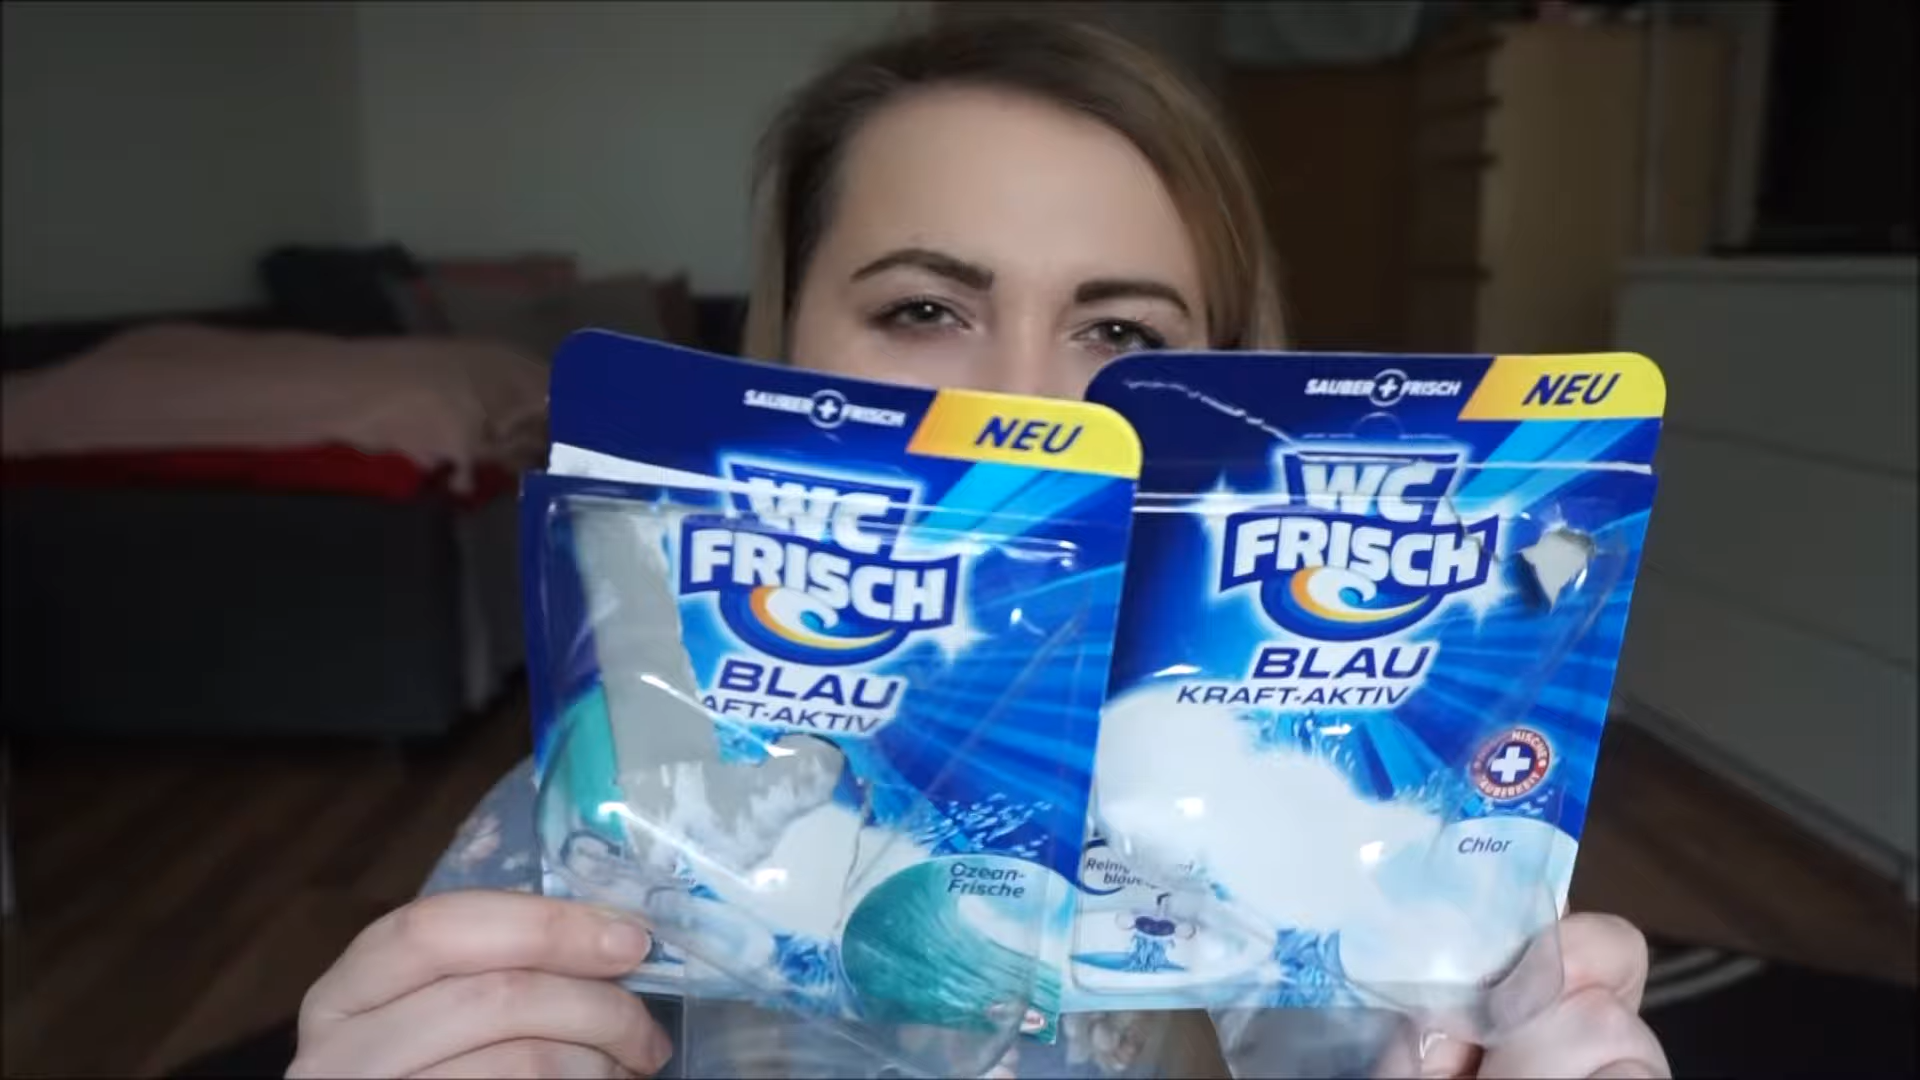 SAUBER FRISCH
NEU
WC
FRISCH
BLAU
AFT-AKTIV
Ozean-
Frische
SAUBER FRISCH
NEU
WC
FRISCH
BLAU
KRAFT-AKTIV
Chlor